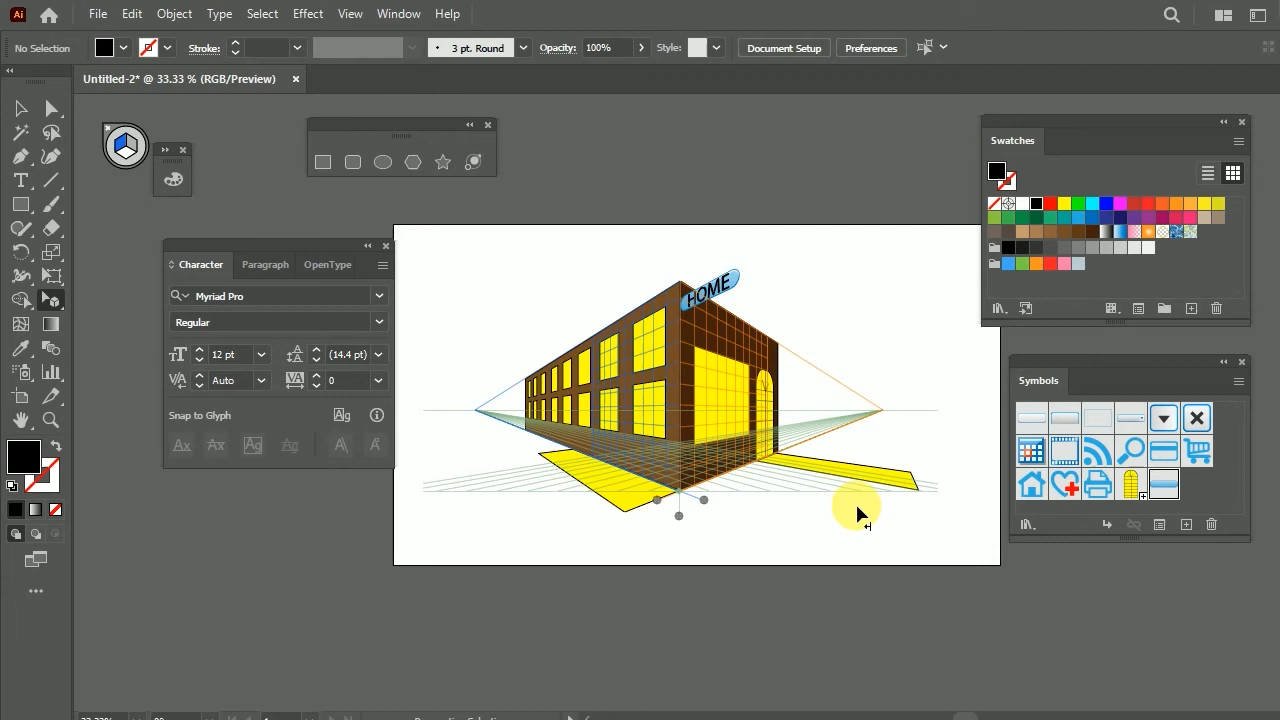 Ai File Edit Object Type Select Effect View Window Help
No Selection Stroke: 3 pt. Round Opacity: 100% Style: Document Setup Preferences
Untitled-2* @ 33.33 % (RGB/Preview)
Swatches
Character Paragraph OpenType
Myriad Pro
Regular
12 pt (14.4 pt)
Auto 0
Snap to Glyph
HOME
Symbols